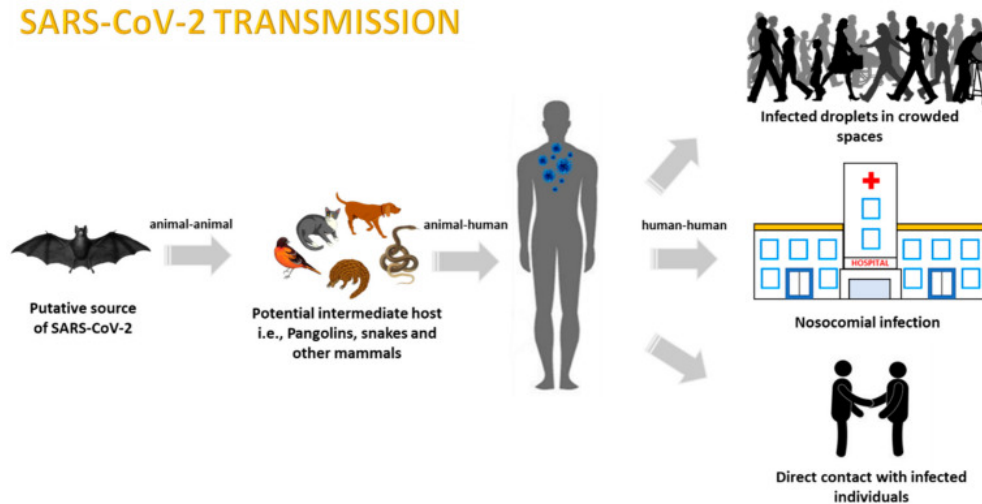 SARS-CoV-2 TRANSMISSION
Infected droplets in crowded
spaces
animal-animal
animal-human
human-human
HOSPITAL
Putative source
of SARS-CoV-2
Potential intermediate host
i.e., Pangolins, snakes and
other mammals
Nosocomial infection
Direct contact with infected
individuals